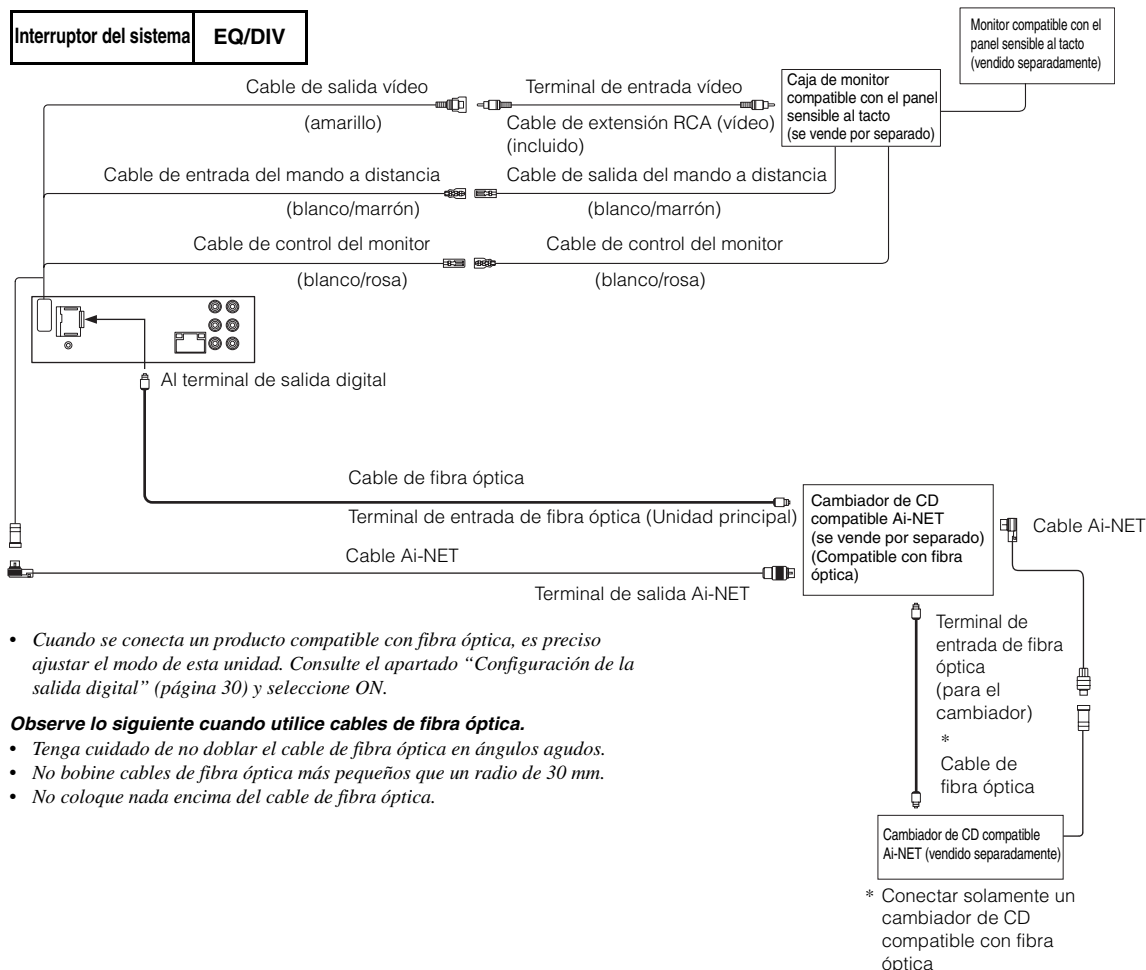 Interruptor del sistema
EQ/DIV
Monitor compatible con el
panel sensible al tacto
(vendido separadamente)
Cable de salida vídeo
(amarillo)
Terminal de entrada vídeo
Cable de extensión RCA (vídeo)
(incluido)
Caja de monitor
compatible con el panel
sensible al tacto
(se vende por separado)
Cable de entrada del mando a distancia
(blanco/marrón)
Cable de salida del mando a distancia
(blanco/marrón)
Cable de control del monitor
(blanco/rosa)
Cable de control del monitor
(blanco/rosa)
Al terminal de salida digital
Cable de fibra óptica
Terminal de entrada de fibra óptica (Unidad principal)
Cable Ai-NET
Terminal de salida Ai-NET
Cambiador de CD
compatible Ai-NET
(se vende por separado)
(Compatible con fibra
óptica)
Cable Ai-NET
Terminal de
entrada de fibra
óptica
(para el
cambiador)
*
Cable de
fibra óptica
Cambiador de CD compatible
Ai-NET (vendido separadamente)
* Conectar solamente un
cambiador de CD
compatible con fibra
óptica
• Cuando se conecta un producto compatible con fibra óptica, es preciso
ajustar el modo de esta unidad. Consulte el apartado “Configuración de la
salida digital” (página 30) y seleccione ON.
Observe lo siguiente cuando utilice cables de fibra óptica.
• Tenga cuidado de no doblar el cable de fibra óptica en ángulos agudos.
• No bobine cables de fibra óptica más pequeños que un radio de 30 mm.
• No coloque nada encima del cable de fibra óptica.